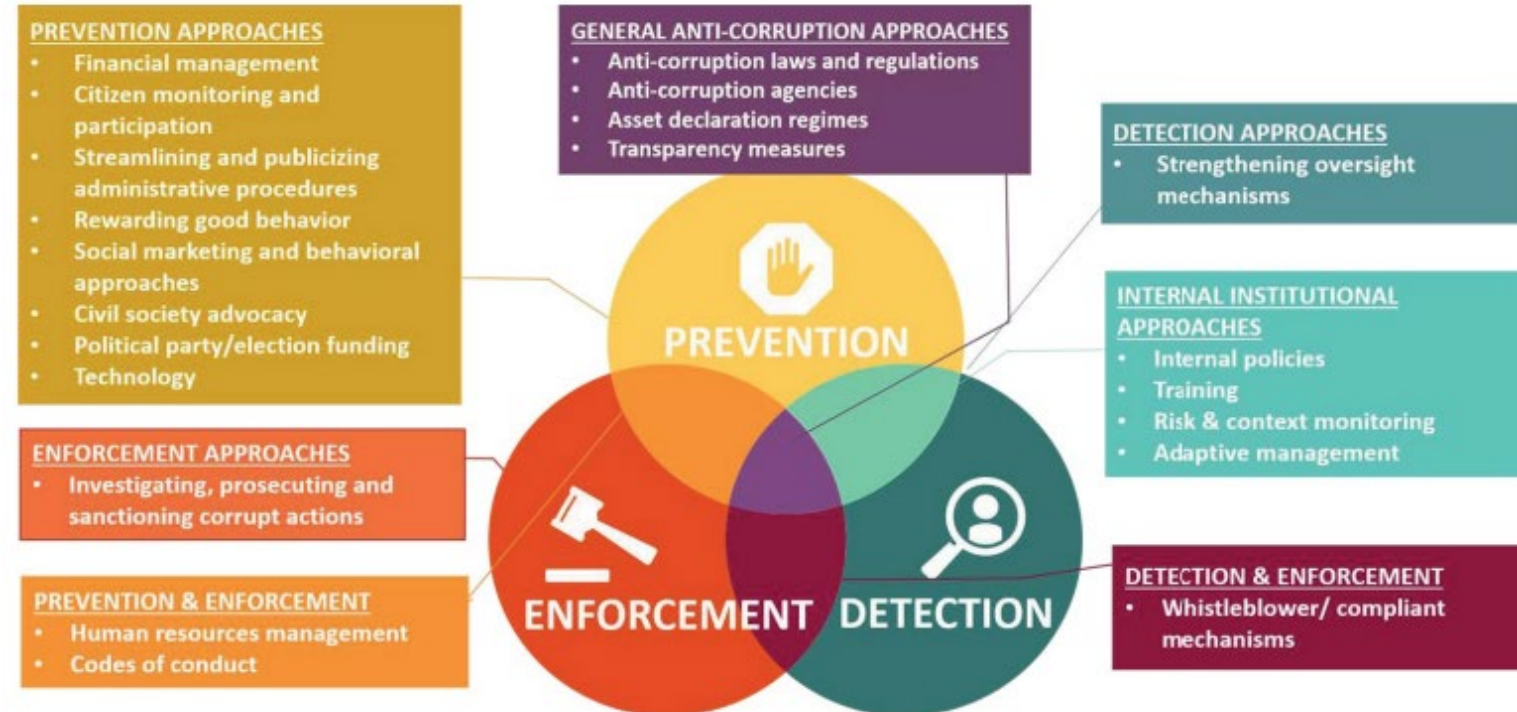 PREVENTION APPROACHES
• Financial management
• Citizen monitoring and
participation
• Streamlining and publicizing
administrative procedures
• Rewarding good behavior
• Social marketing and behavioral
approaches
• Civil society advocacy
• Political party/election funding
• Technology
GENERAL ANTI-CORRUPTION APPROACHES
• Anti-corruption laws and regulations
• Anti-corruption agencies
• Asset declaration regimes
• Transparency measures
DETECTION APPROACHES
• Strengthening oversight
mechanisms
INTERNAL INSTITUTIONAL
APPROACHES
• Internal policies
• Training
• Risk & context monitoring
• Adaptive management
PREVENTION
ENFORCEMENT APPROACHES
• Investigating, prosecuting and
sanctioning corrupt actions
PREVENTION & ENFORCEMENT
• Human resources management
• Codes of conduct
ENFORCEMENT
DETECTION
DETECTION & ENFORCEMENT
• Whistleblower/ compliant
mechanisms